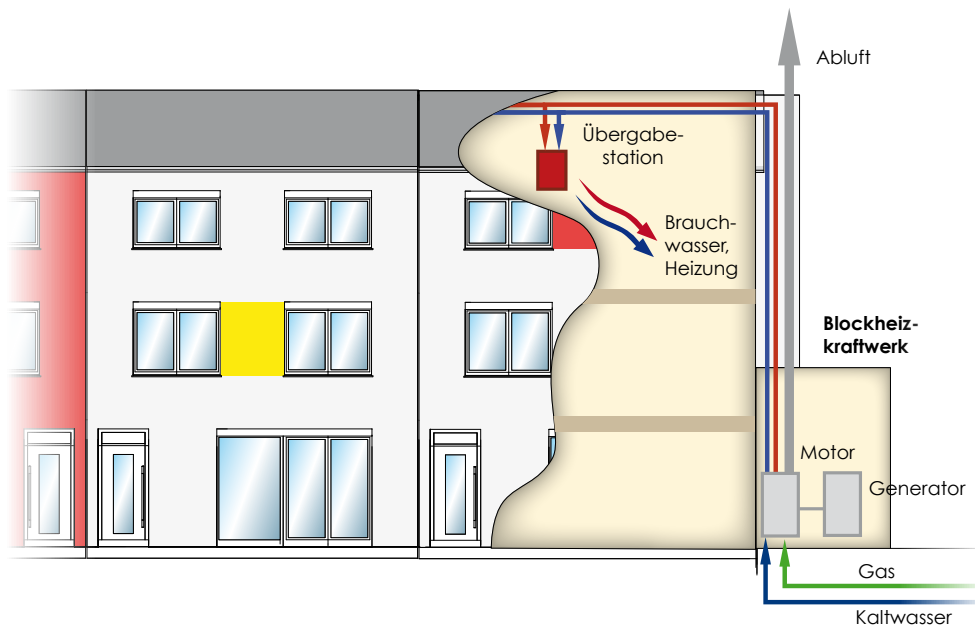 Abluft
Übergabe-
station
Brauch-
wasser,
Heizung
Blockheiz-
kraftwerk
Motor
Generator
Gas
Kaltwasser